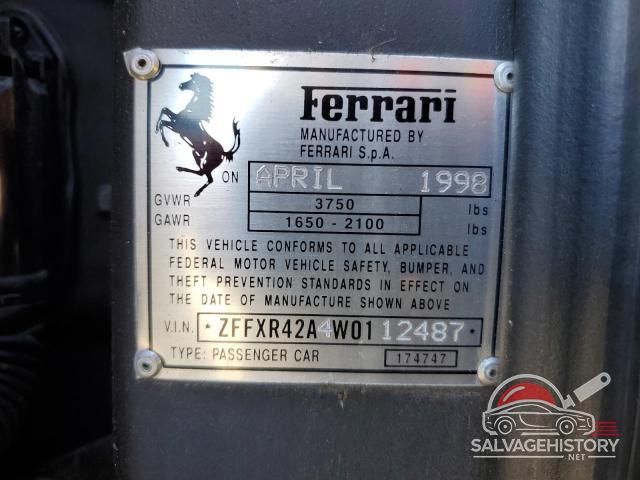 Ferrari
MANUFACTURED BY
FERRARI S.p.A.
ON APRIL 1998
GVWR 3750 lbs
GAWR 1650 - 2100 lbs
THIS VEHICLE CONFORMS TO ALL APPLICABLE
FEDERAL MOTOR VEHICLE SAFETY, BUMPER, AND
THEFT PREVENTION STANDARDS IN EFFECT ON
THE DATE OF MANUFACTURE SHOWN ABOVE
V.I.N. * ZFFXR42A4W0112487 *
TYPE: PASSENGER CAR 174747
SALVAGEHISTORY
.NET